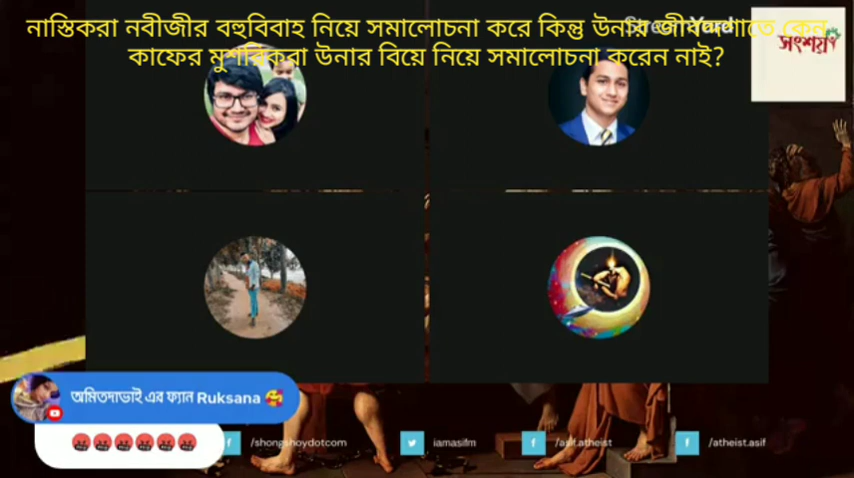 নাস্তিকরা নবীজীর বহুবিবাহ নিয়ে সমালোচনা করে কিন্তু উনার জীবদ্দশাতে কেন
কাফের মুশরিকরা উনার বিয়ে নিয়ে সমালোচনা করেন নাই?
StreamYard
সংশয়
অমিতদাভাই এর ফ্যান Ruksana 🥰
🤬🤬🤬🤬🤬🤬
/shongshoydotcom
iamasifm
/asif.atheist
/atheist.asif